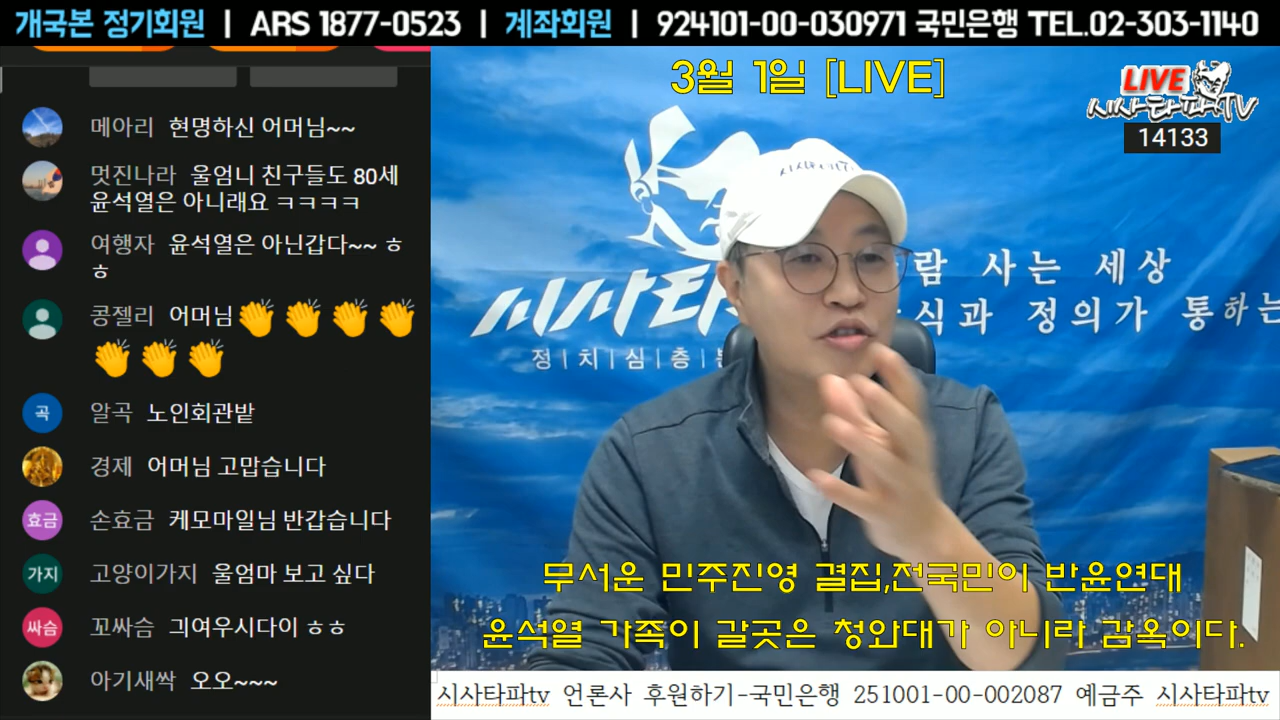 개국본 정기회원 | ARS 1877-0523 | 계좌회원 | 924101-00-030971 국민은행 TEL.02-303-1140
메아리 현명하신 어머님~~
멋진나라 울엄니 친구들도 80세
윤석열은 아니래요 ㅋㅋㅋㅋ
여행자 윤석열은 아닌갑다~~ ㅎ
ㅎ
콩젤리 어머님👏👏👏👏
👏👏👏
곡 알곡 노인회관밭
경제 어머님 고맙습니다
효금 손효금 케모마일님 반갑습니다
가지 고양이가지 울엄마 보고 싶다
싸슴 꼬싸슴 긔여우시다이 ㅎㅎ
아기새싹 오오~~~
3월 1일 [LIVE]
LIVE
시사타파TV
14133
시사타파
시사타
람 사는 세상
식과 정의가 통하는
정|치|심|층|분
무서운 민주진영 결집,전국민이 반윤연대
윤석열 가족이 갈곳은 청와대가 아니라 감옥이다.
시사타파tv 언론사 후원하기-국민은행 251001-00-002087 예금주 시사타파tv